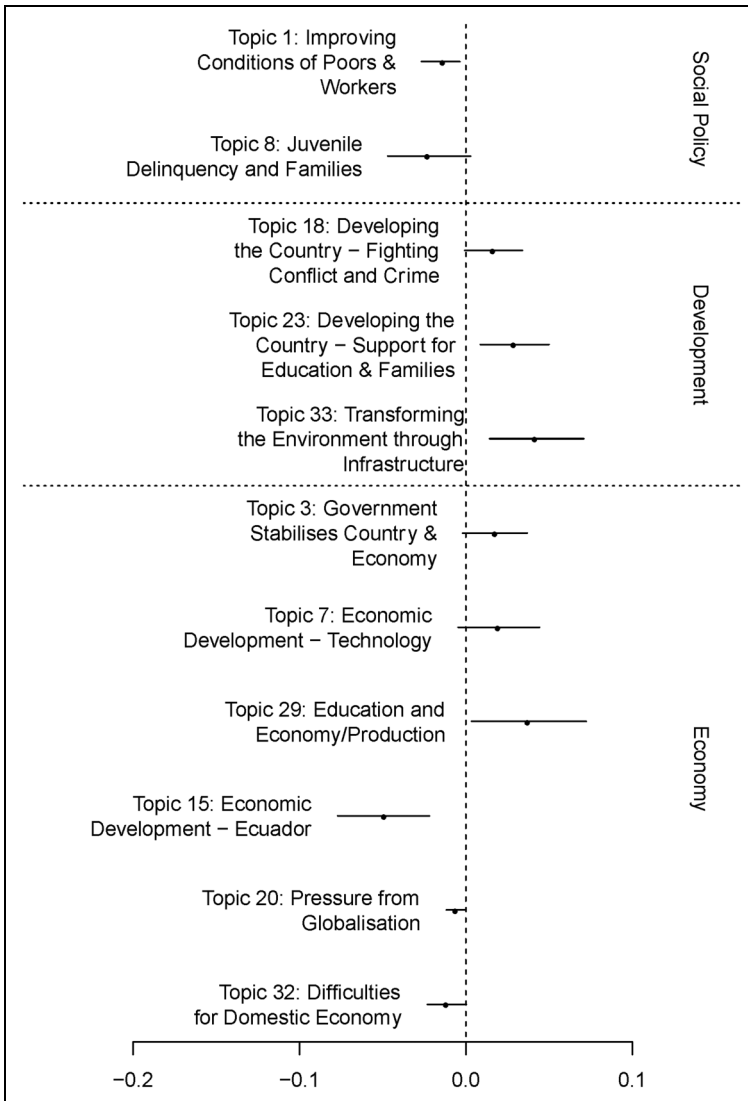 Topic 1: Improving
Conditions of Poors &
Workers
Social Policy
Topic 8: Juvenile
Delinquency and Families
Topic 18: Developing
the Country − Fighting
Conflict and Crime
Topic 23: Developing the
Country − Support for
Education & Families
Development
Topic 33: Transforming
the Environment through
Infrastructure
Topic 3: Government
Stabilises Country &
Economy
Topic 7: Economic
Development − Technology
Topic 29: Education and
Economy/Production
Economy
Topic 15: Economic
Development − Ecuador
Topic 20: Pressure from
Globalisation
Topic 32: Difficulties
for Domestic Economy
−0.2 −0.1 0.0 0.1